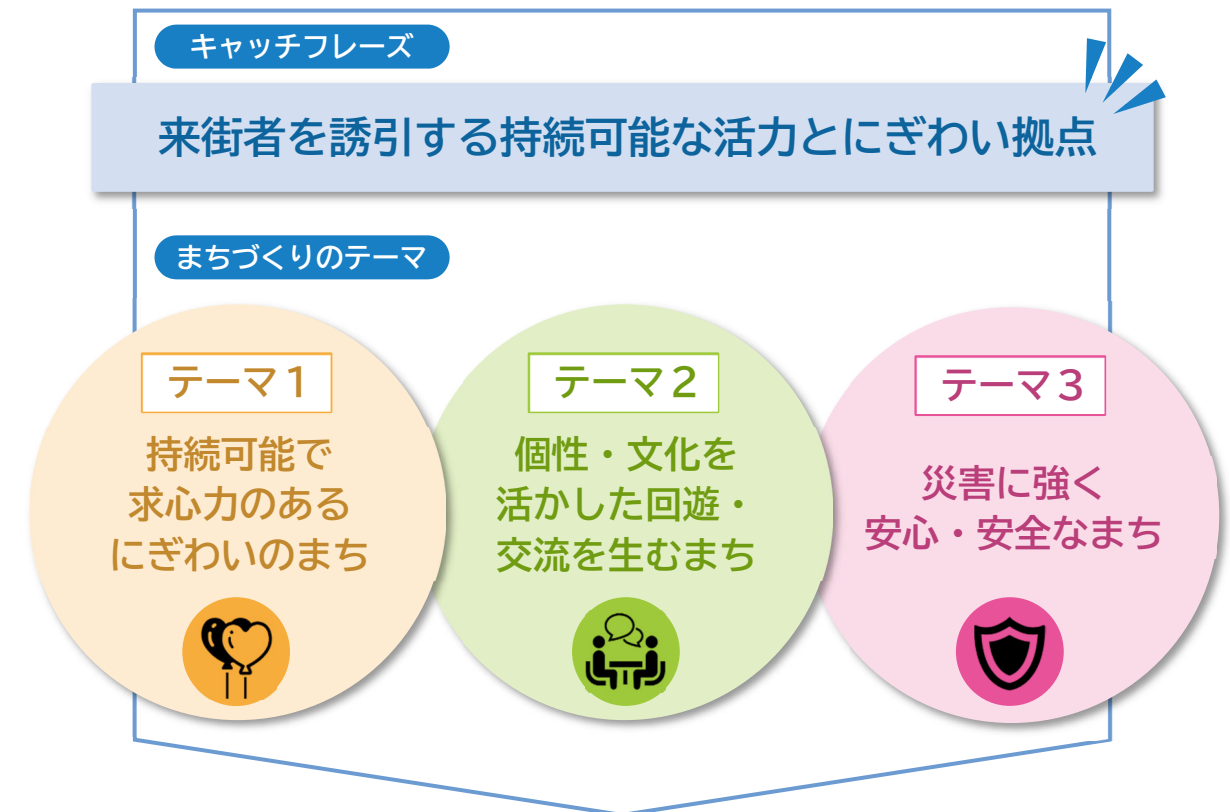 キャッチフレーズ
来街者を誘引する持続可能な活力とにぎわい拠点
まちづくりのテーマ
テーマ１
持続可能で
求心力のある
にぎわいのまち
テーマ２
個性・文化を
活かした回遊・
交流を生むまち
テーマ３
災害に強く
安心・安全なまち